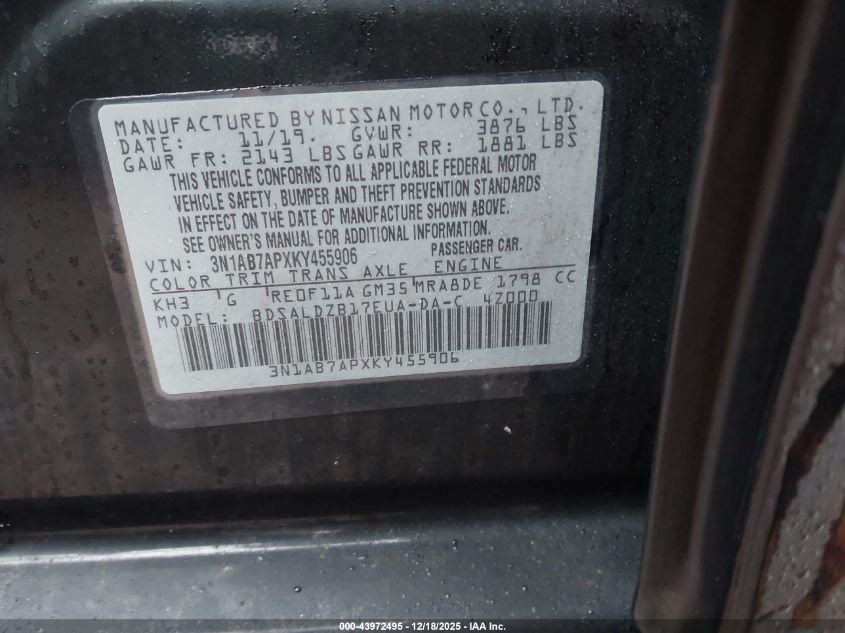 MANUFACTURED BY NISSAN MOTOR CO., LTD.
DATE: 11/19. GVWR: 3876 LBS
GAWR FR: 2143 LBS GAWR RR: 1881 LBS
THIS VEHICLE CONFORMS TO ALL APPLICABLE FEDERAL MOTOR
VEHICLE SAFETY, BUMPER AND THEFT PREVENTION STANDARDS
IN EFFECT ON THE DATE OF MANUFACTURE SHOWN ABOVE.
SEE OWNER'S MANUAL FOR ADDITIONAL INFORMATION.
VIN: 3N1AB7APXKY455906 PASSENGER CAR.
COLOR TRIM TRANS AXLE ENGINE
KH3 G RE0F11A GM35 MRA8DE 1798 CC
MODEL: BDSALDZB17EUA-DA-C 4Z000
3N1AB7APXKY455906
000-43972495 - 12/18/2025 - IAA Inc.